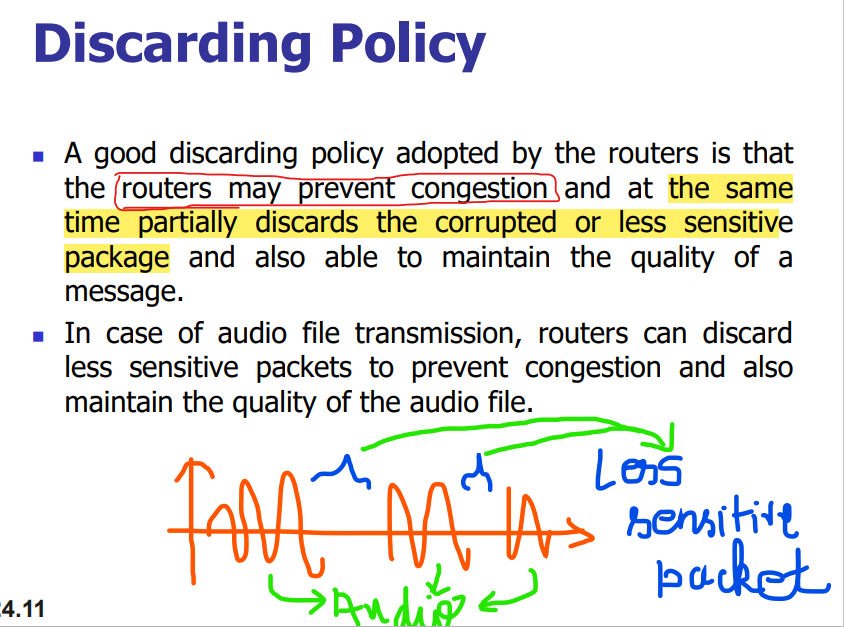 Discarding Policy
A good discarding policy adopted by the routers is that
the routers may prevent congestion and at the same
time partially discards the corrupted or less sensitive
package and also able to maintain the quality of a
message.
In case of audio file transmission, routers can discard
less sensitive packets to prevent congestion and also
maintain the quality of the audio file.
Less
sensitive
packet
Audio
24.11